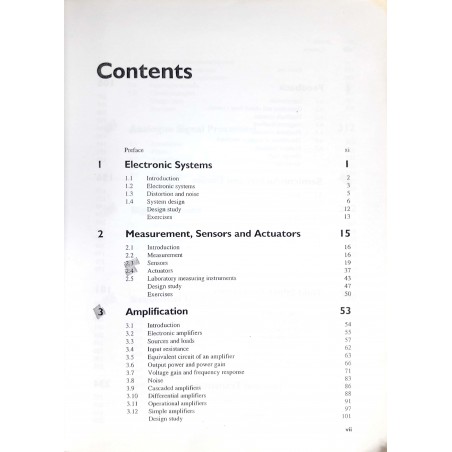 Contents
Preface xi
1 Electronic Systems 1
1.1 Introduction 2
1.2 Electronic systems 3
1.3 Distortion and noise 5
1.4 System design 6
Design study 12
Exercises 13
2 Measurement, Sensors and Actuators 15
2.1 Introduction 16
2.2 Measurement 16
2.3 Sensors 19
2.4 Actuators 37
2.5 Laboratory measuring instruments 43
Design study 47
Exercises 50
3 Amplification 53
3.1 Introduction 54
3.2 Electronic amplifiers 55
3.3 Sources and loads 57
3.4 Input resistance 62
3.5 Equivalent circuit of an amplifier 63
3.6 Output power and power gain 66
3.7 Voltage gain and frequency response 71
3.8 Noise 83
3.9 Cascaded amplifiers 86
3.10 Differential amplifiers 88
3.11 Operational amplifiers 91
3.12 Simple amplifiers 97
Design study 101
vii